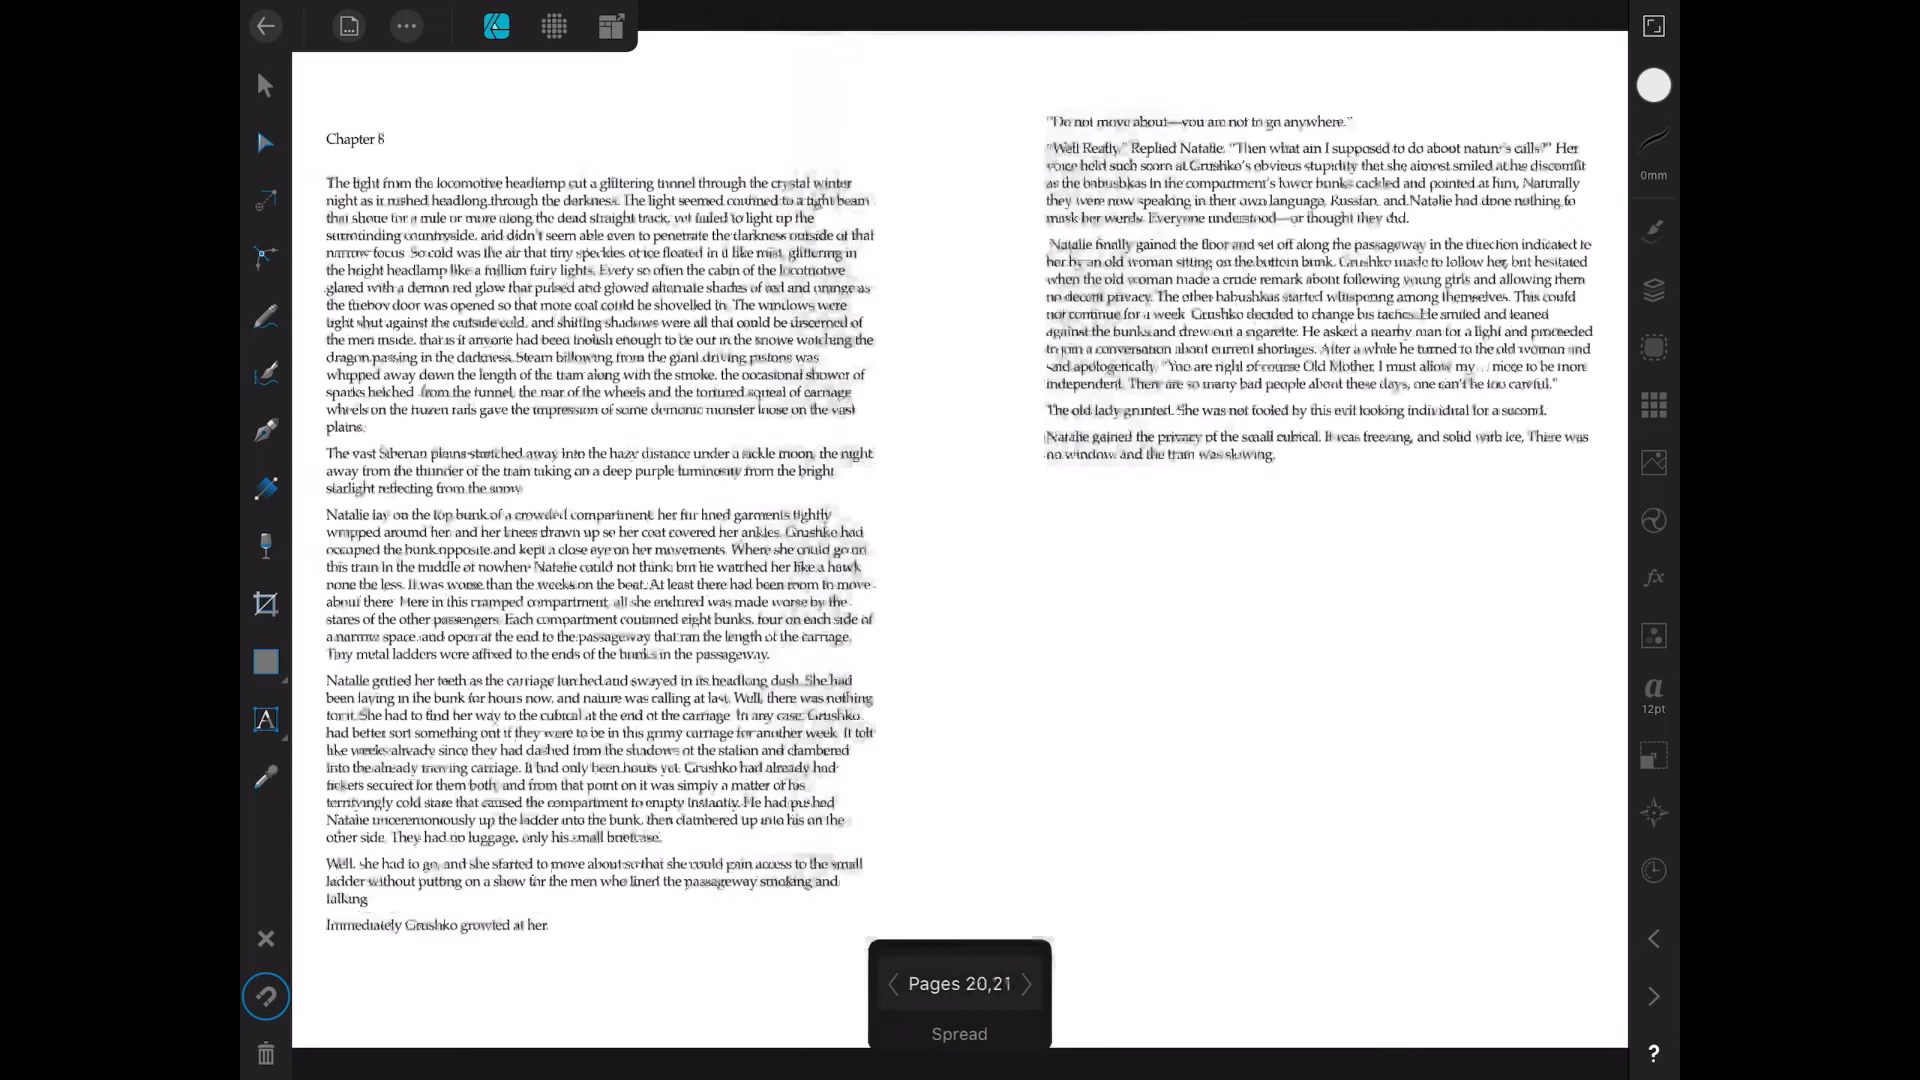 Chapter 8
The light from the locomotive headlamp cut a glittering tunnel through the crystal winter
night as it rushed headlong through the darkness. The light seemed confined to a tight beam
that shone for a mile or more along the dead straight track, yet failed to light up the
surrounding countryside, and didn't seem able even to penetrate the darkness outside of that
narrow focus. So cold was the air that tiny speckles of ice floated in it like mist, glittering in
the bright headlamp like a million fairy lights. Every so often the cabin of the locomotive
glared with a demon red glow that pulsed and glowed alternate shades of red and orange as
the firebox door was opened so that more coal could be shovelled in. The windows were
tight shut against the outside cold, and shifting shadows were all that could be discerned of
the men inside, that is if anyone had been foolish enough to be out in the snows watching the
dragon passing in the darkness. Steam billowing from the giant driving pistons was
whipped away down the length of the train along with the smoke, the occasional shower of
sparks belched from the funnel, the roar of the wheels and the tortured squeal of carriage
wheels on the frozen rails gave the impression of some demonic monster loose on the vast
plains.
The vast Siberian plains stretched away into the hazy distance under a sickle moon, the night
away from the thunder of the train taking on a deep purple luminosity from the bright
starlight reflecting from the snow.
Natalie lay on the top bunk of a crowded compartment her fur lined garments tightly
wrapped around her, and her knees drawn up so her coat covered her ankles. Grushko had
occupied the bunk opposite and kept a close eye on her movements. Where she could go on
this train in the middle of nowhere Natalie could not think, but he watched her like a hawk
none the less. It was worse than the weeks on the boat. At least there had been room to move
about there. Here in this cramped compartment, all she endured was made worse by the
stares of the other passengers. Each compartment contained eight bunks, four on each side of
a narrow space, and open at the end to the passageway that ran the length of the carriage.
Tiny metal ladders were affixed to the ends of the bunks in the passageway.
Natalie gritted her teeth as the carriage lurched and swayed in its headlong dash. She had
been laying in the bunk for hours now, and nature was calling at last. Well, there was nothing
for it. She had to find her way to the cubical at the end of the carriage. In any case, Grushko
had better sort something out if they were to be in this grimy carriage for another week. It felt
like weeks already since they had dashed from the shadows of the station and clambered
into the already moving carriage. It had only been hours yet. Grushko had already had
tickets secured for them both, and from that point on it was simply a matter of his
terrifyingly cold stare that caused the compartment to empty instantly. He had pushed
Natalie unceremoniously up the ladder into the bunk, then clambered up into his on the
other side. They had no luggage, only his small briefcase.
Well, she had to go, and she started to move about so that she could gain access to the small
ladder without putting on a show for the men who lined the passageway smoking and
talking.
Immediately Grushko growled at her.
"Do not move about—you are not to go anywhere."
"Well Really." Replied Natalie. "Then what am I supposed to do about nature's calls?" Her
voice held such scorn at Grushko's obvious stupidity that she almost smiled at his discomfit
as the babushkas in the compartment's lower bunks cackled and pointed at him. Naturally
they were now speaking in their own language, Russian, and Natalie had done nothing to
mask her words. Everyone understood—or thought they did.
Natalie finally gained the floor and set off along the passageway in the direction indicated to
her by an old woman sitting on the bottom bunk. Grushko made to follow her, but hesitated
when the old woman made a crude remark about following young girls and allowing them
no decent privacy. The other babushkas started whispering among themselves. This could
not continue for a week. Grushko decided to change his tactics. He smiled and leaned
against the bunks and drew out a cigarette. He asked a nearby man for a light and proceeded
to join a conversation about current shortages. After a while he turned to the old woman and
said apologetically, "You are right of course Old Mother, I must allow my... niece to be more
independent. There are so many bad people about these days, one can't be too careful."
The old lady grunted. She was not fooled by this evil looking individual for a second.
Natalie gained the privacy of the small cubical. It was freezing, and solid with ice. There was
no window, and the train was slowing.
0mm
a
12pt
fx
A
?
Pages 20,21
Spread